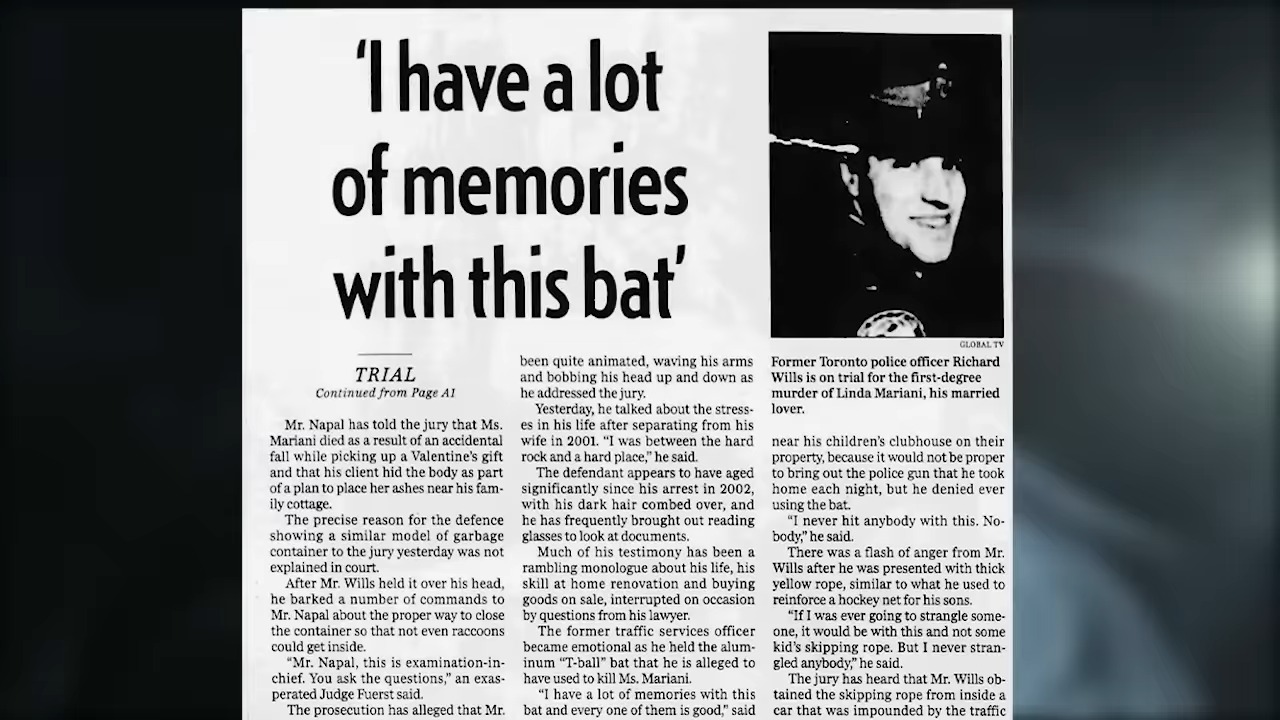 ‘I have a lot
of memories
with this bat’
GLOBAL TV
Former Toronto police officer Richard
Wills is on trial for the first-degree
murder of Linda Mariani, his married
lover.
TRIAL
Continued from Page A1
Mr. Napal has told the jury that Ms.
Mariani died as a result of an accidental
fall while picking up a Valentine's gift
and that his client hid the body as part
of a plan to place her ashes near his fam-
ily cottage.
The precise reason for the defence
showing a similar model of garbage
container to the jury yesterday was not
explained in court.
After Mr. Wills held it over his head,
he barked a number of commands to
Mr. Napal about the proper way to close
the container so that not even raccoons
could get inside.
“Mr. Napal, this is examination-in-
chief. You ask the questions,” an exas-
perated Judge Fuerst said.
The prosecution has alleged that Mr.
been quite animated, waving his arms
and bobbing his head up and down as
he addressed the jury.
Yesterday, he talked about the stress-
es in his life after separating from his
wife in 2001. “I was between the hard
rock and a hard place,” he said.
The defendant appears to have aged
significantly since his arrest in 2002,
with his dark hair combed over, and
he has frequently brought out reading
glasses to look at documents.
Much of his testimony has been a
rambling monologue about his life, his
skill at home renovation and buying
goods on sale, interrupted on occasion
by questions from his lawyer.
The former traffic services officer
became emotional as he held the alum-
inum “T-ball” bat that he is alleged to
have used to kill Ms. Mariani.
“I have a lot of memories with this
bat and every one of them is good,” said
near his children's clubhouse on their
property, because it would not be proper
to bring out the police gun that he took
home each night, but he denied ever
using the bat.
“I never hit anybody with this. No-
body,” he said.
There was a flash of anger from Mr.
Wills after he was presented with thick
yellow rope, similar to what he used to
reinforce a hockey net for his sons.
“If I was ever going to strangle some-
one, it would be with this and not some
kid's skipping rope. But I never stran-
gled anybody,” he said.
The jury has heard that Mr. Wills ob-
tained the skipping rope from inside a
car that was impounded by the traffic